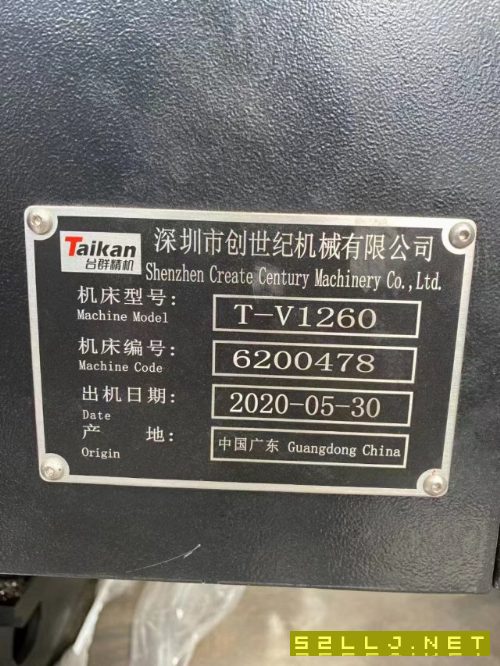 Taikan
台群精机
深圳市创世纪机械有限公司
Shenzhen Create Century Machinery Co.,Ltd.
机床型号: T-V1260
Machine Model
机床编号: 6200478
Machine Code
出机日期: 2020-05-30
Date
产 地: 中国广东 Guangdong China
Origin
52LLJ.NET